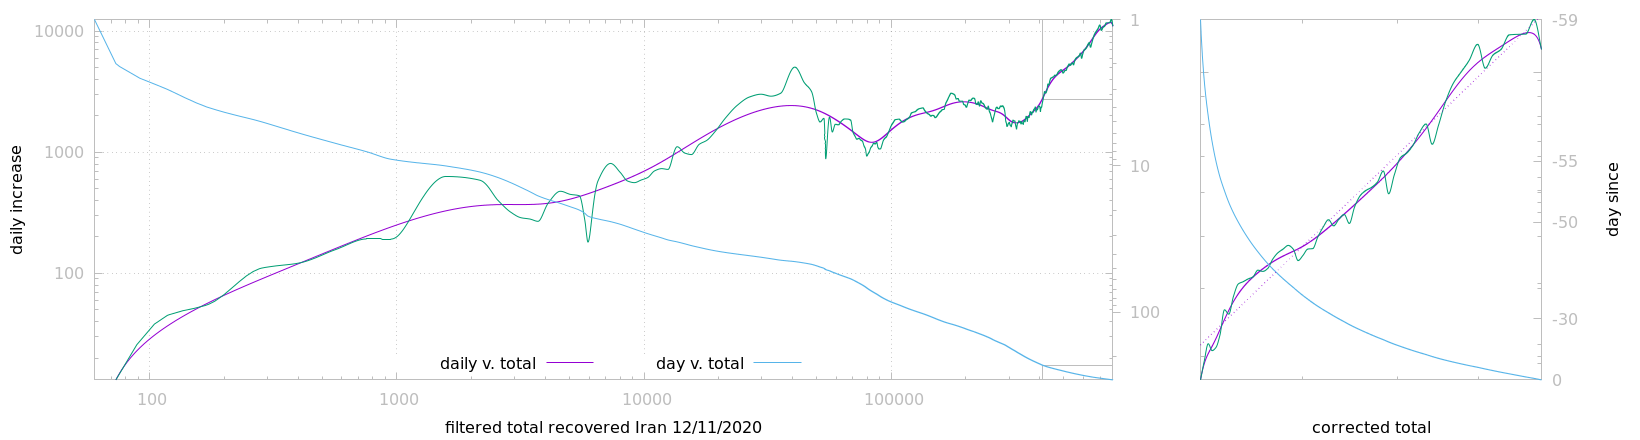 10000
1000
100
daily increase
1
10
100
daily v. total
day v. total
100
1000
10000
100000
filtered total recovered Iran 12/11/2020
-59
-55
-50
-30
0
day since
corrected total